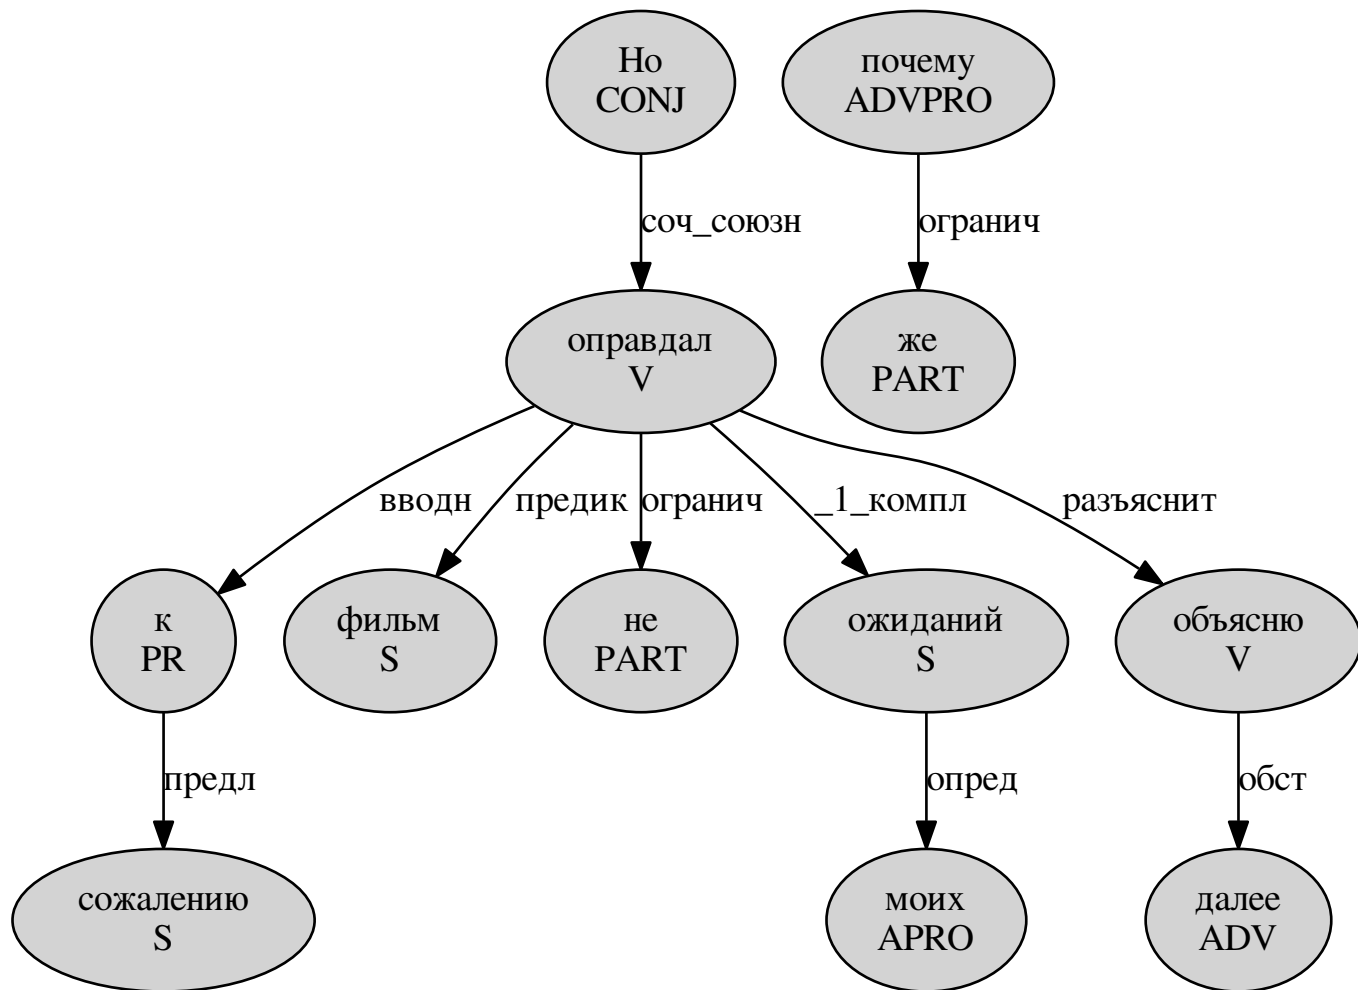 Но
CONJ
почему
ADVPRO
соч_союзн
огранич
оправдал
V
же
PART
вводн
предик
огранич
_1_компл
разъяснит
к
PR
фильм
S
не
PART
ожиданий
S
объясню
V
предл
опред
обст
сожалению
S
моих
APRO
далее
ADV